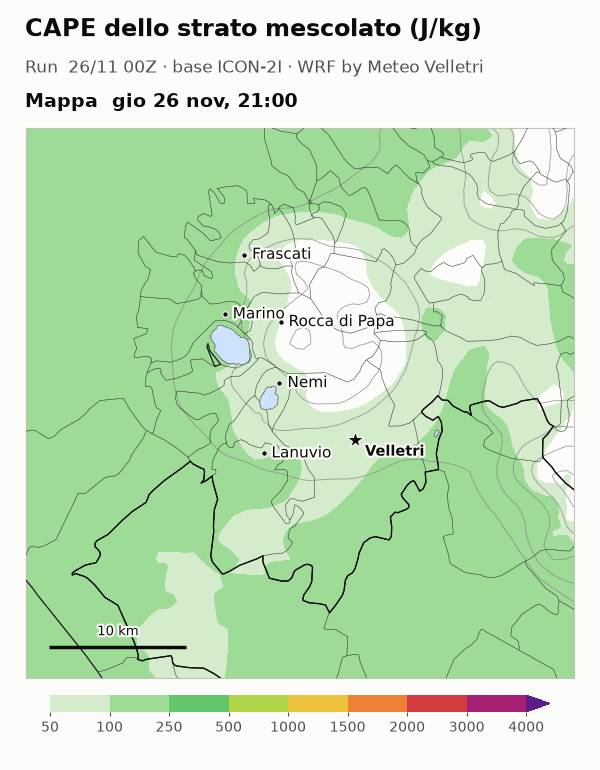 CAPE dello strato mescolato (J/kg)
Run  26/11 00Z · base ICON-2I · WRF by Meteo Velletri
Mappa  gio 26 nov, 21:00
Frascati
Marino
Rocca di Papa
Nemi
Velletri
Lanuvio
10 km
50 100 250 500 1000 1500 2000 3000 4000